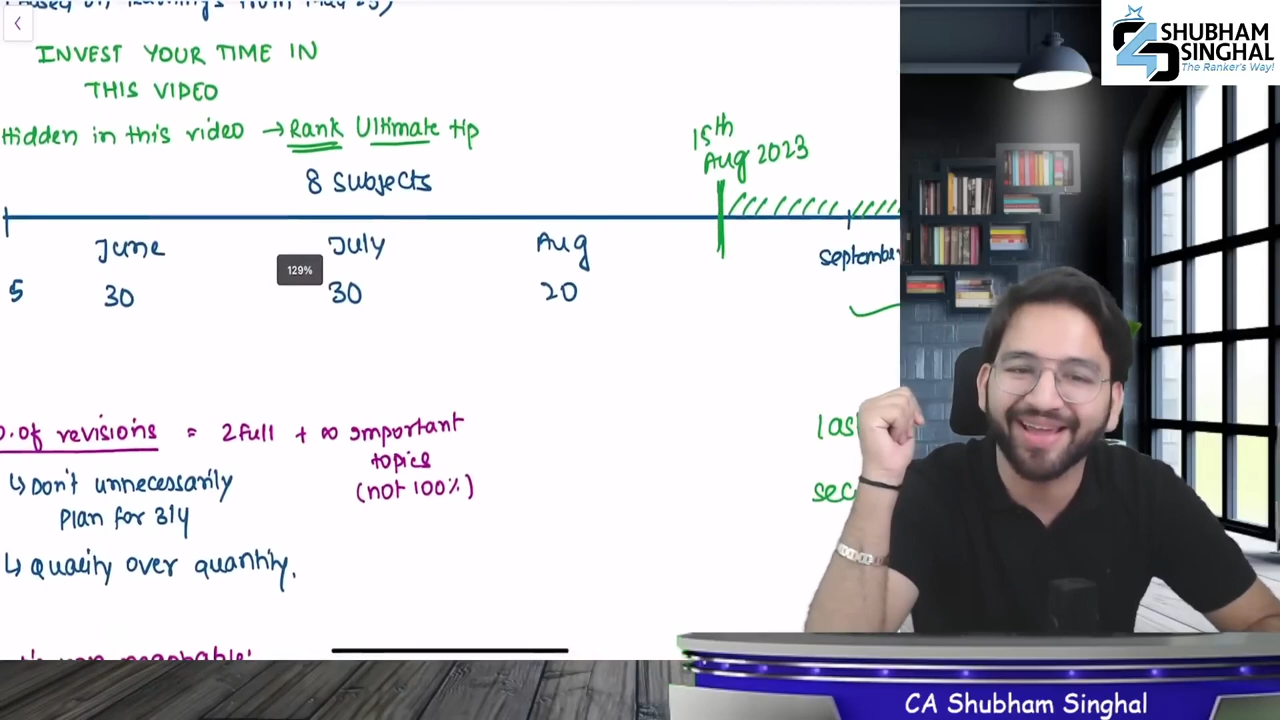 INVEST YOUR TIME IN
THIS VIDEO
Hidden in this video → Rank Ultimate tip
8 Subjects
15th
Aug 2023
June
July
Aug
September
129%
5
30
30
20
of revisions = 2 full + ∞ important
topics
(not 100%)
↳ Don't unnecessarily
Plan for 3/4
↳ Quality over quantity.
SHUBHAM
SINGHAL
The Ranker's Way!
CA Shubham Singhal